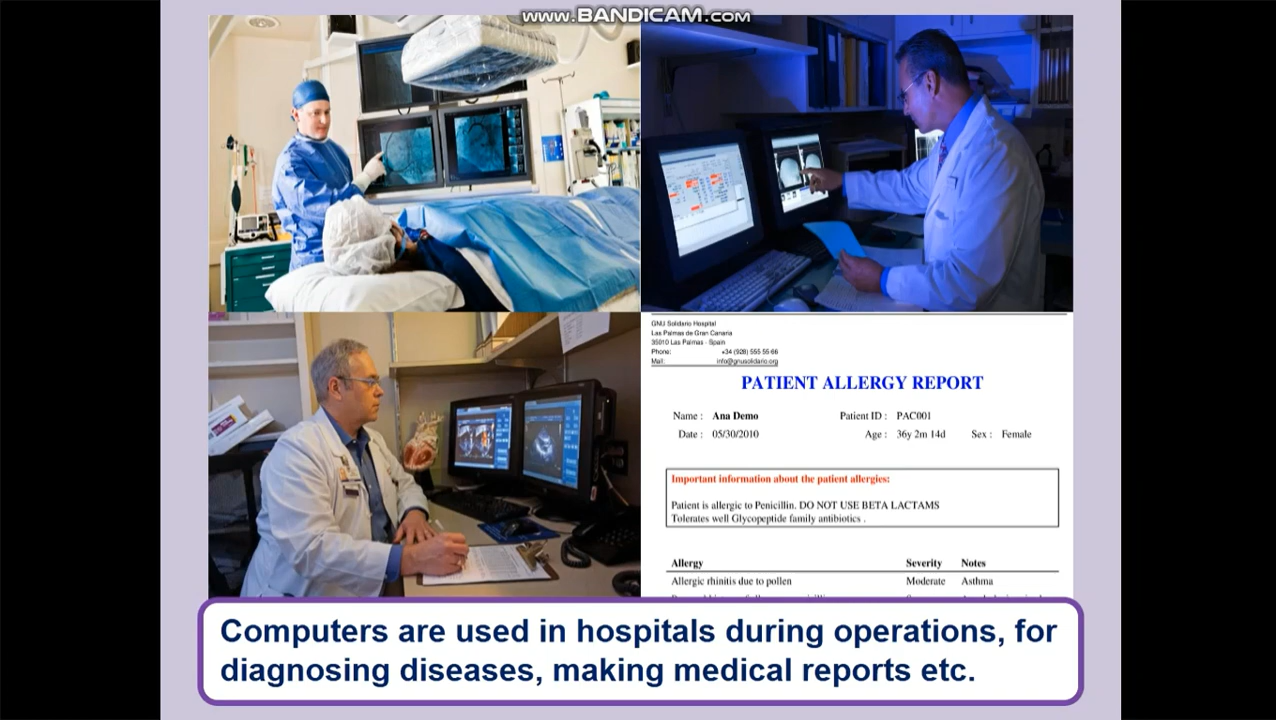 www.BANDICAM.com
GNU Solidario Hospital
Las Palmas de Gran Canaria
35010 Las Palmas - Spain
Phone: +34 (928) 555 55 66
Mail: info@gnusolidario.org
PATIENT ALLERGY REPORT
Name : Ana Demo Patient ID : PAC001
Date : 05/30/2010 Age : 36y 2m 14d Sex : Female
Important information about the patient allergies:
Patient is allergic to Penicillin. DO NOT USE BETA LACTAMS
Tolerates well Glycopeptide family antibiotics .
Allergy Severity Notes
Allergic rhinitis due to pollen Moderate Asthma
Computers are used in hospitals during operations, for
diagnosing diseases, making medical reports etc.